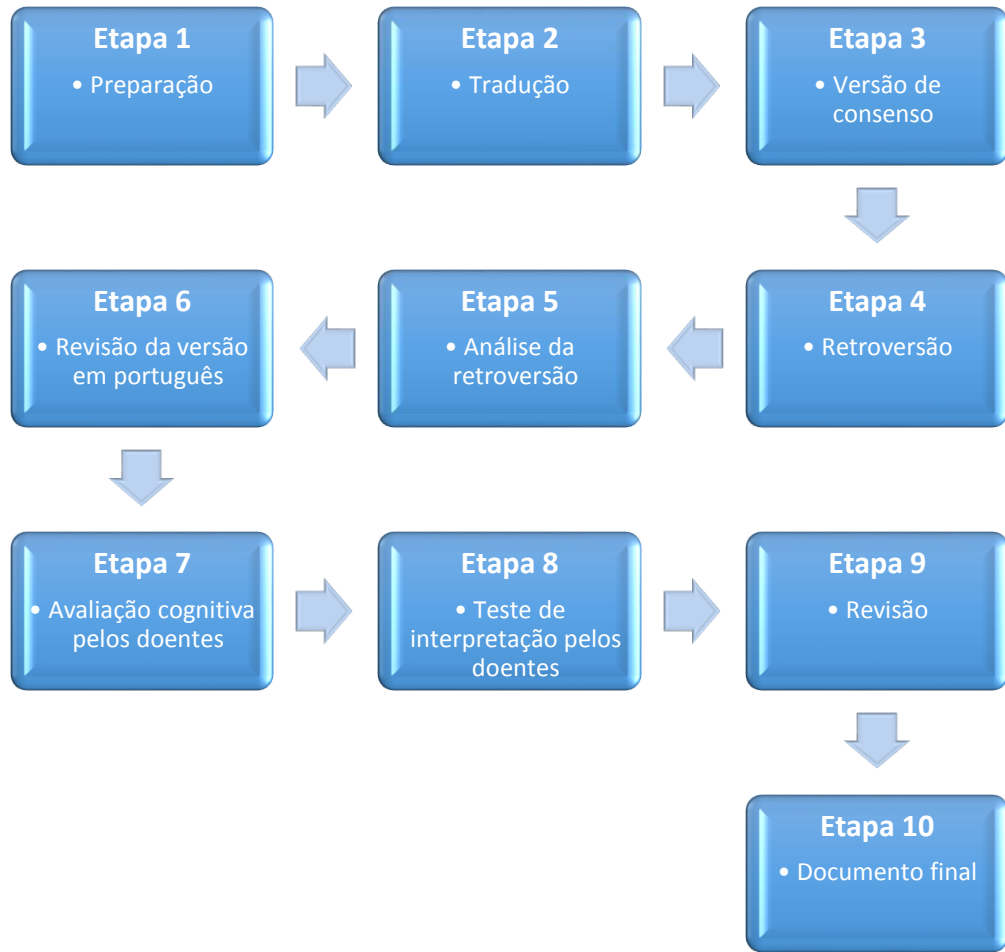 Etapa 1
• Preparação
Etapa 2
• Tradução
Etapa 3
• Versão de
consenso
Etapa 4
• Retroversão
Etapa 5
• Análise da
retroversão
Etapa 6
• Revisão da versão
em português
Etapa 7
• Avaliação cognitiva
pelos doentes
Etapa 8
• Teste de
interpretação pelos
doentes
Etapa 9
• Revisão
Etapa 10
• Documento final